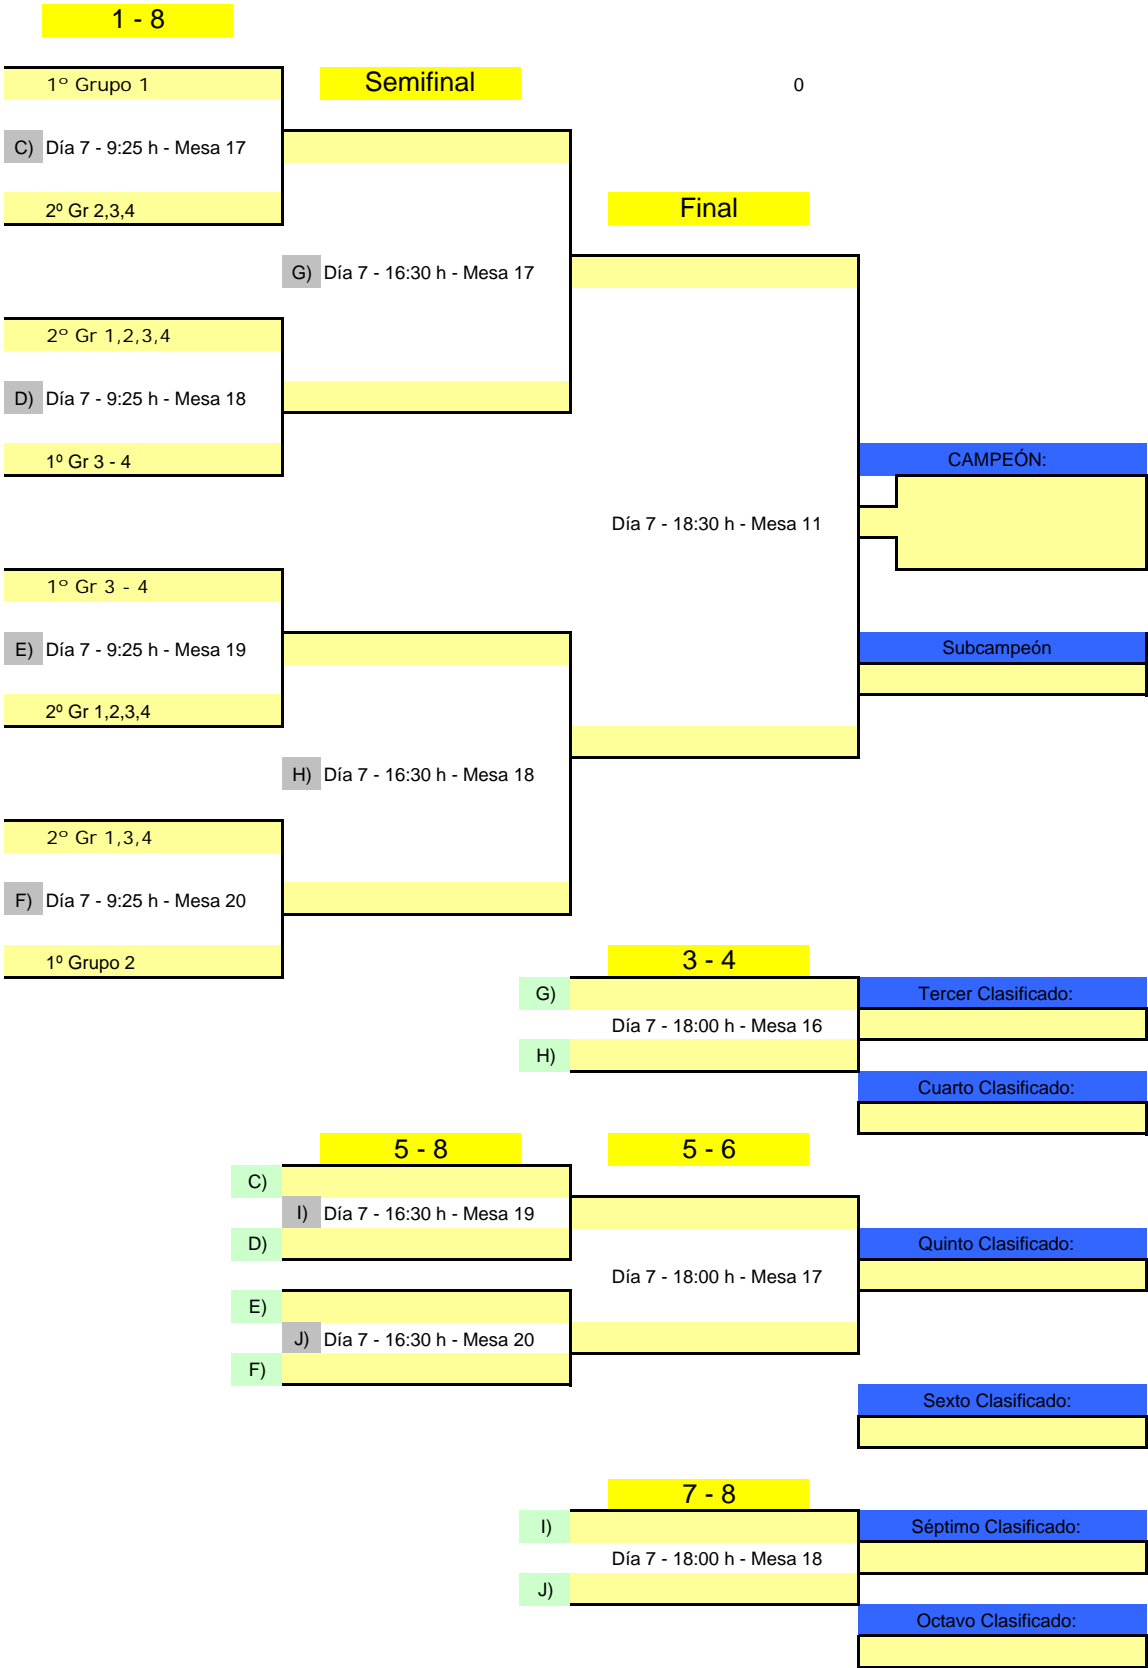 1 - 8
1º Grupo 1
Semifinal
0
C) Día 7 - 9:25 h - Mesa 17
2º Gr 2,3,4
Final
G) Día 7 - 16:30 h - Mesa 17
2º Gr 1,2,3,4
D) Día 7 - 9:25 h - Mesa 18
1º Gr 3 - 4
CAMPEÓN:
Día 7 - 18:30 h - Mesa 11
1º Gr 3 - 4
E) Día 7 - 9:25 h - Mesa 19
Subcampeón
2º Gr 1,2,3,4
H) Día 7 - 16:30 h - Mesa 18
2º Gr 1,3,4
F) Día 7 - 9:25 h - Mesa 20
1º Grupo 2
3 - 4
G)
Tercer Clasificado:
Día 7 - 18:00 h - Mesa 16
H)
Cuarto Clasificado:
5 - 8
5 - 6
C)
I) Día 7 - 16:30 h - Mesa 19
D)
Quinto Clasificado:
Día 7 - 18:00 h - Mesa 17
E)
J) Día 7 - 16:30 h - Mesa 20
F)
Sexto Clasificado:
7 - 8
I)
Séptimo Clasificado:
Día 7 - 18:00 h - Mesa 18
J)
Octavo Clasificado: